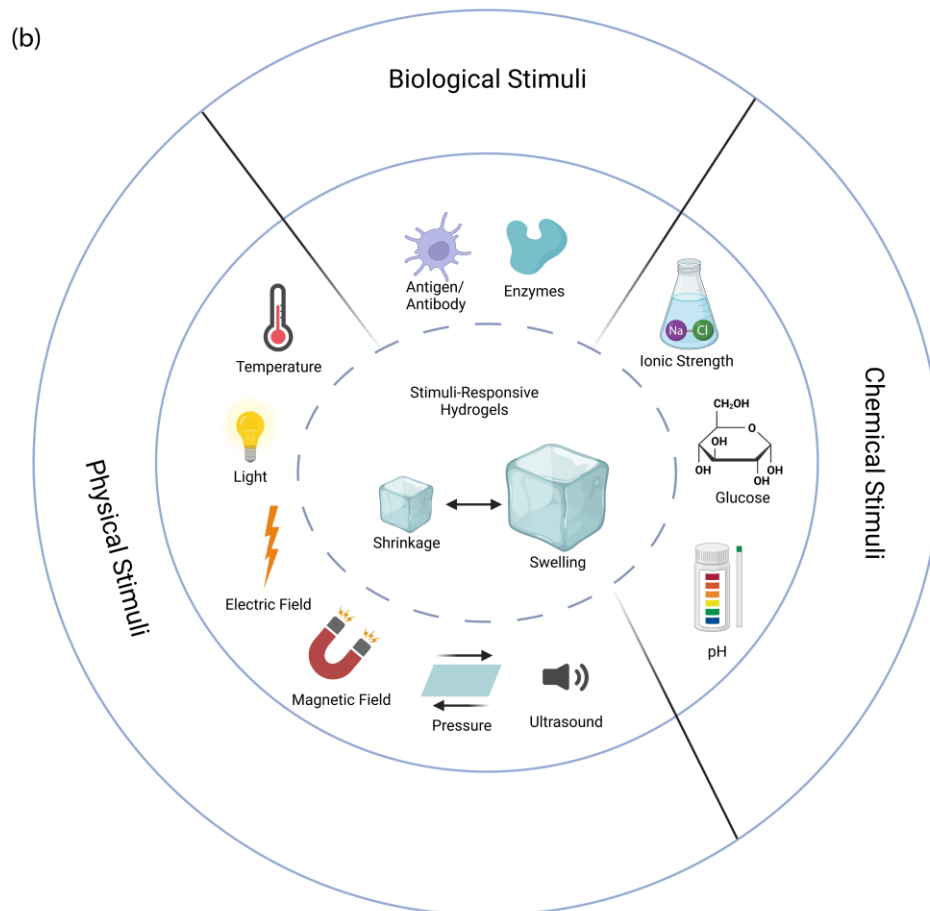 (b)
Biological Stimuli
Antigen/
Antibody
Enzymes
Temperature
Ionic Strength
Na
Cl
Stimuli-Responsive
Hydrogels
Light
CH₂OH
O
OH
OH
OH
OH
Glucose
Chemical Stimuli
Physical Stimuli
Shrinkage
Swelling
Electric Field
pH
Magnetic Field
Pressure
Ultrasound